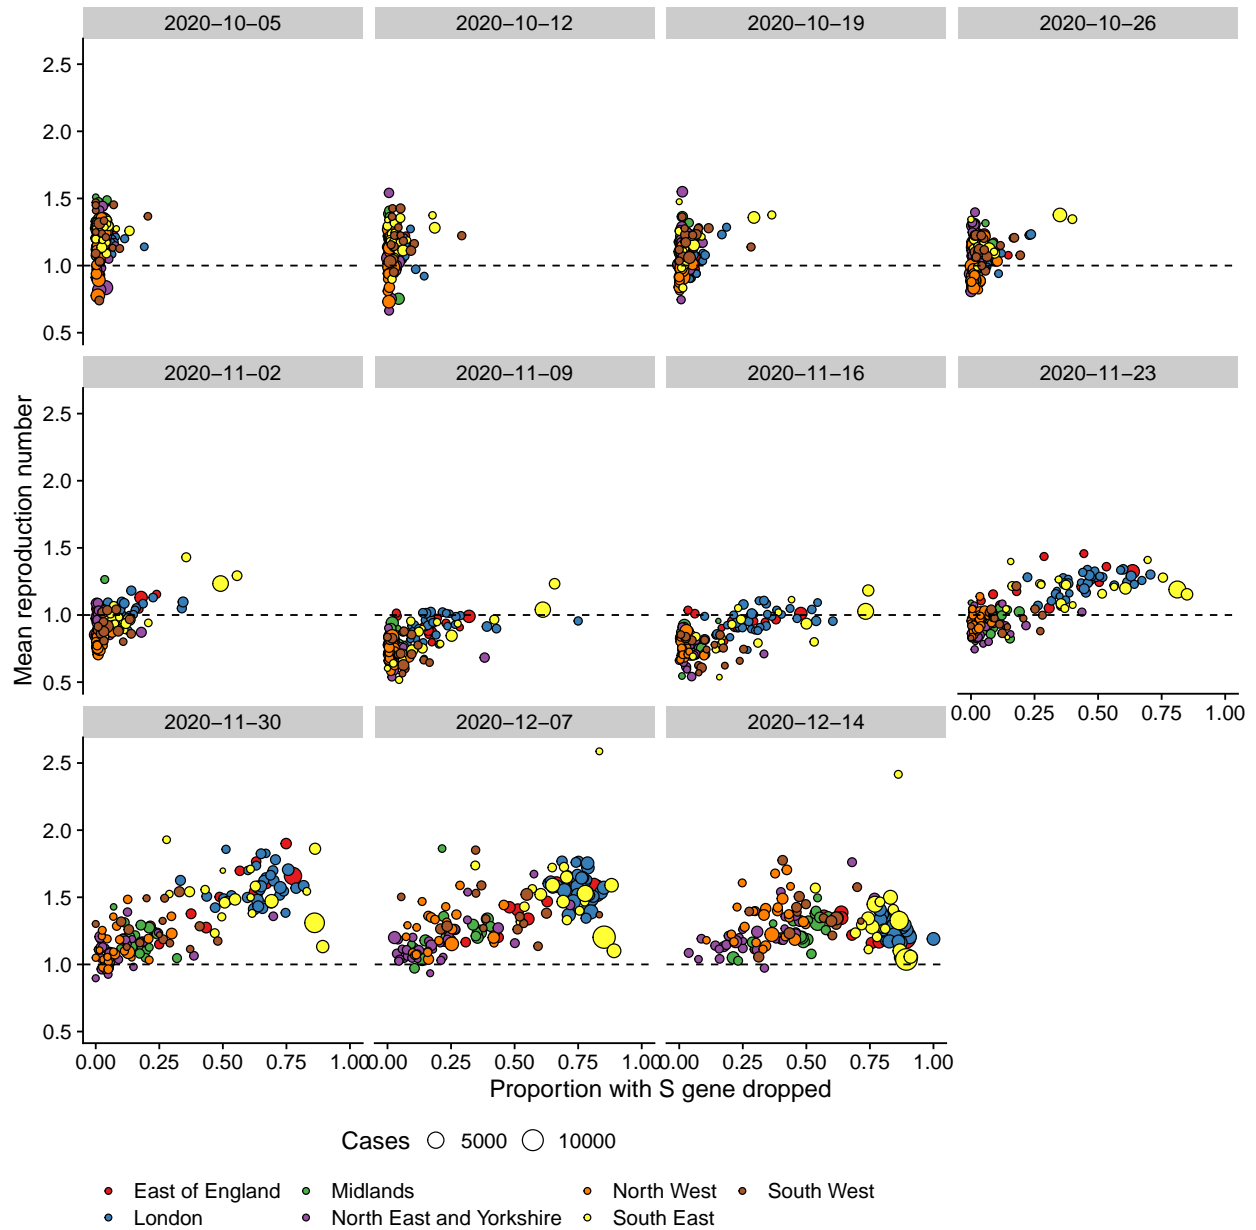 2020−10−05 2020−10−12 2020−10−19 2020−10−26
2.5
2.0
1.5
1.0
0.5
2020−11−02 2020−11−09 2020−11−16 2020−11−23
2.5
2.0
1.5
1.0
0.5
0.00 0.25 0.50 0.75 1.00
Mean reproduction number
2020−11−30 2020−12−07 2020−12−14
2.5
2.0
1.5
1.0
0.5
0.00 0.25 0.50 0.75 1.00 0.00 0.25 0.50 0.75 1.00 0.00 0.25 0.50 0.75 1.00
Proportion with S gene dropped
Cases 5000 10000
East of England Midlands North West South West
London North East and Yorkshire South East